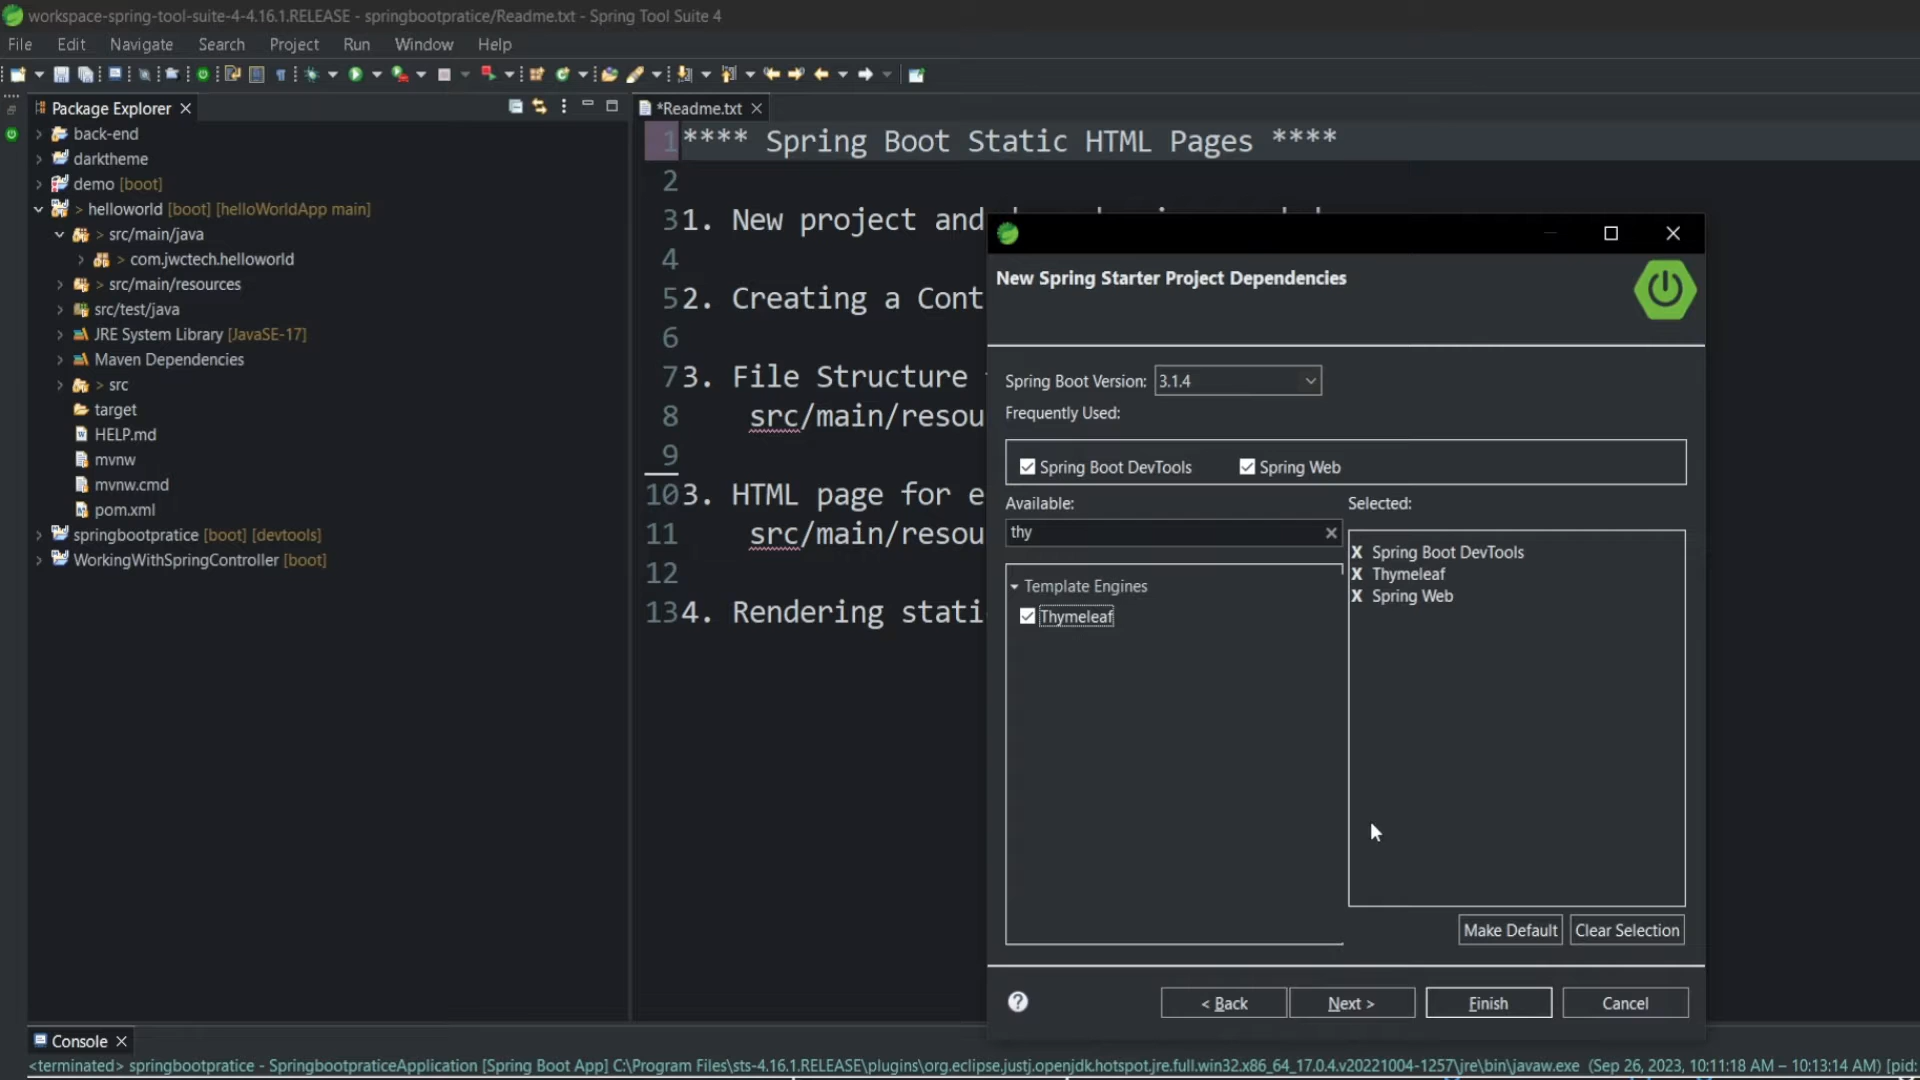 workspace-spring-tool-suite-4-4.16.1.RELEASE - springbootpratice/Readme.txt - Spring Tool Suite 4
File Edit Navigate Search Project Run Window Help
Package Explorer
back-end
darktheme
demo [boot]
> helloworld [boot] [helloWorldApp main]
> src/main/java
> com.jwctech.helloworld
> src/main/resources
src/test/java
JRE System Library [JavaSE-17]
Maven Dependencies
> src
target
HELP.md
mvnw
mvnw.cmd
pom.xml
springbootpratice [boot] [devtools]
WorkingWithSpringController [boot]
*Readme.txt
1 **** Spring Boot Static HTML Pages ****
2
3 1. New project and
4
5 2. Creating a Cont
6
7 3. File Structure
8 src/main/resou
9
10 3. HTML page for e
11 src/main/resou
12
13 4. Rendering stati
New Spring Starter Project Dependencies
Spring Boot Version: 3.1.4
Frequently Used:
Spring Boot DevTools Spring Web
Available:
thy
Template Engines
Thymeleaf
Selected:
X Spring Boot DevTools
X Thymeleaf
X Spring Web
Make Default Clear Selection
? < Back Next > Finish Cancel
Console
<terminated> springbootpratice - SpringbootpraticeApplication [Spring Boot App] C:\Program Files\sts-4.16.1.RELEASE\plugins\org.eclipse.justj.openjdk.hotspot.jre.full.win32.x86_64_17.0.4.v20221004-1257\jre\bin\javaw.exe (Sep 26, 2023, 10:11:18 AM – 10:13:14 AM) [pid: